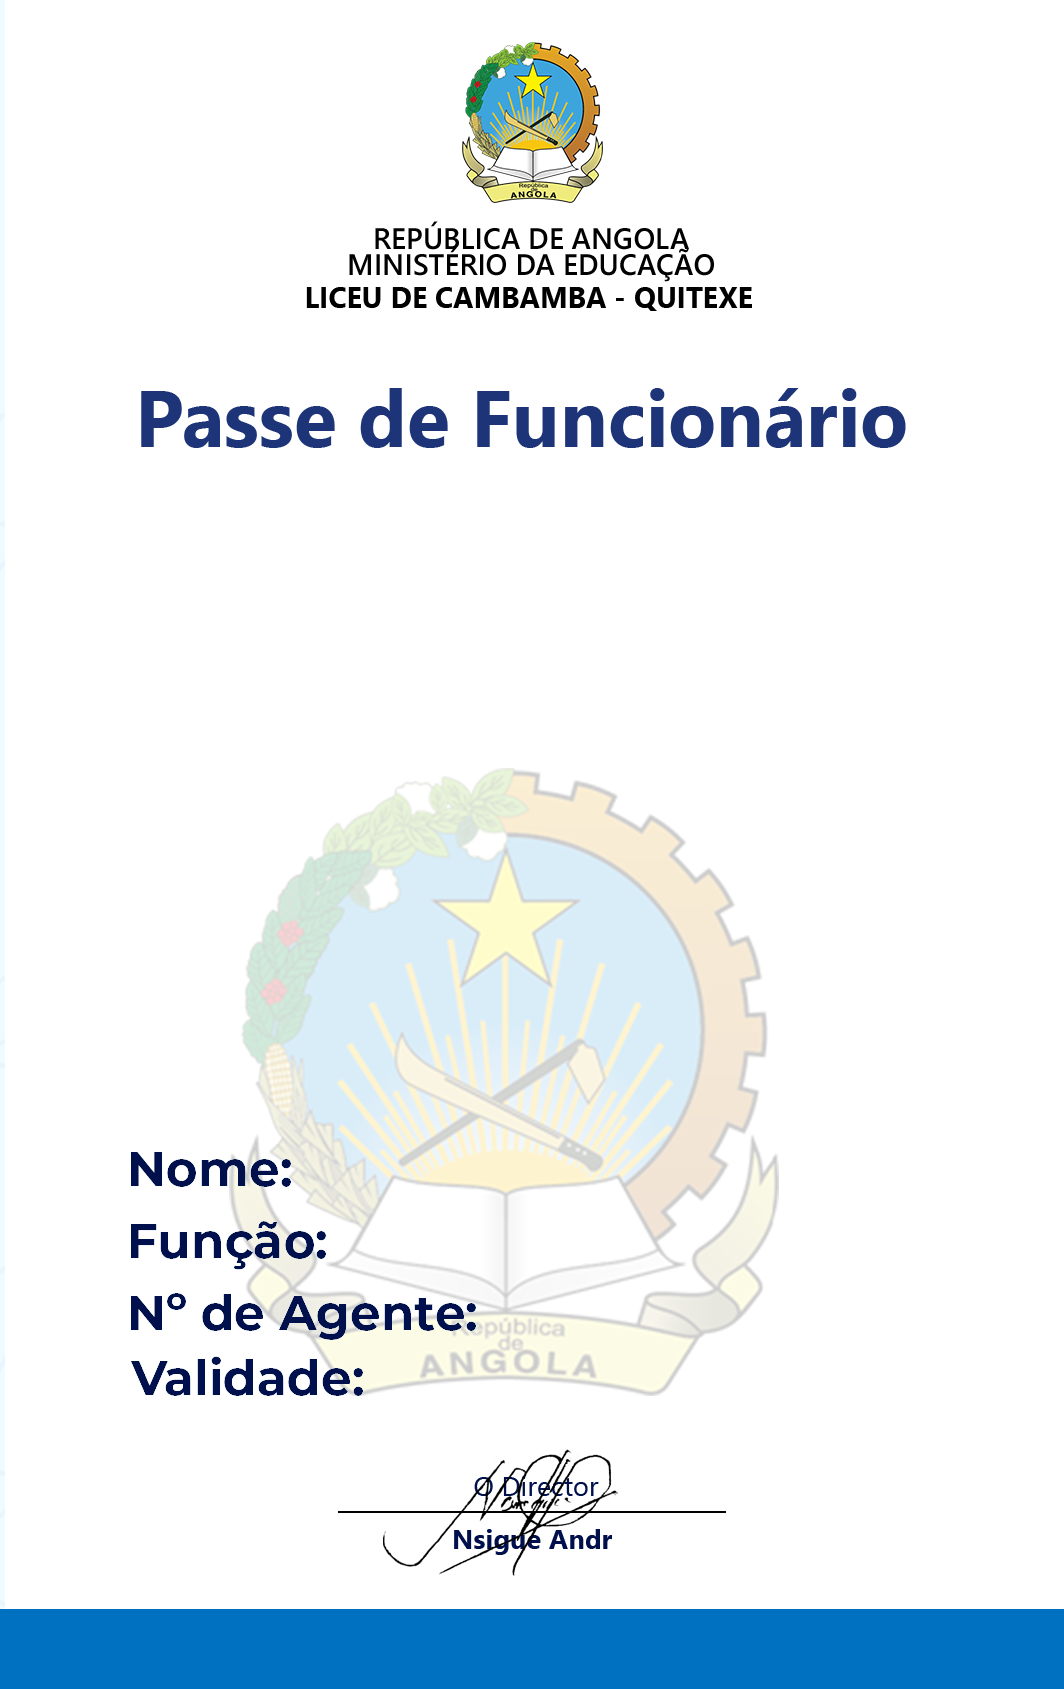 República
de
ANGOLA
REPÚBLICA DE ANGOLA
MINISTÉRIO DA EDUCAÇÃO
LICEU DE CAMBAMBA - QUITEXE
Passe de Funcionário
Nome:
Função:
Nº de Agente:
República
de
ANGOLA
Validade:
O Director
Nsigue Andr